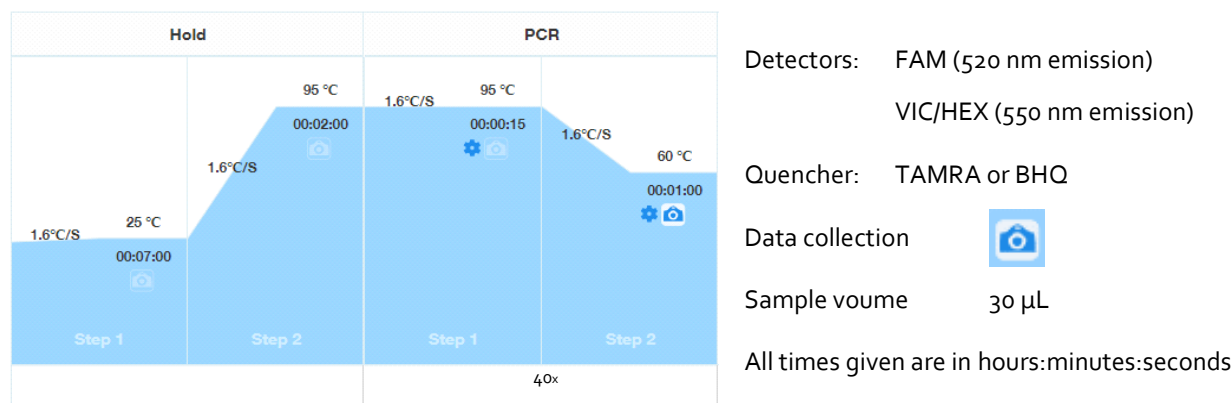 Hold PCR
95 °C 95 °C
1.6°C/S
00:02:00 00:00:15
1.6°C/S
60 °C
1.6°C/S
00:01:00
25 °C
1.6°C/S
00:07:00
Step 1 Step 2 Step 1 Step 2
40x
Detectors: FAM (520 nm emission)
VIC/HEX (550 nm emission)
Quencher: TAMRA or BHQ
Data collection
Sample voume 30 µL
All times given are in hours:minutes:seconds